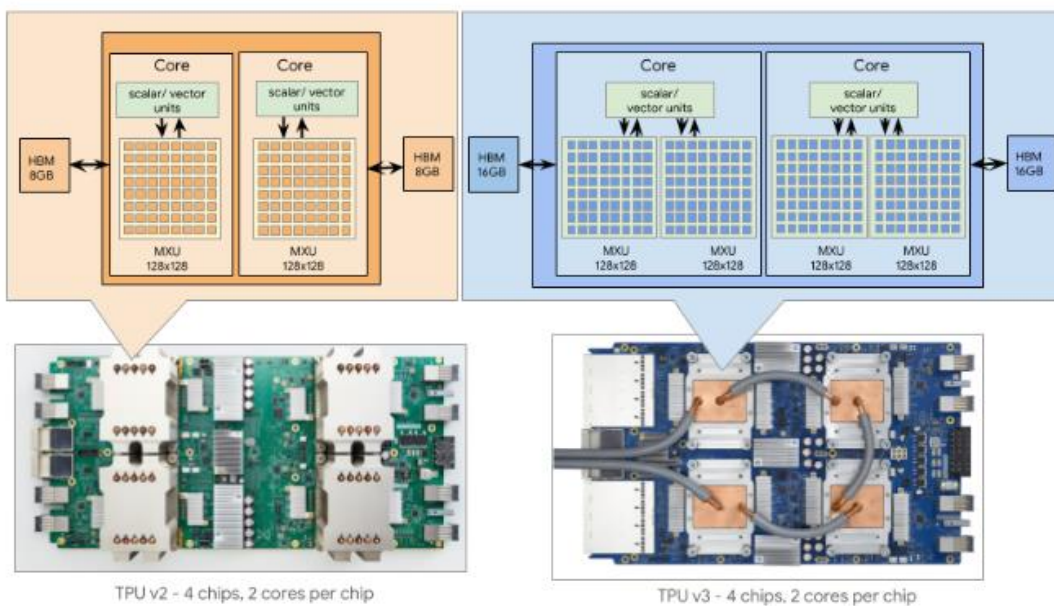 Core
scalar/ vector
units
MXU
128x128
Core
scalar/ vector
units
MXU
128x128
HBM
8GB
HBM
8GB
Core
scalar/
vector units
MXU
128x128
MXU
128x128
Core
scalar/
vector units
MXU
128x128
MXU
128x128
HBM
16GB
HBM
16GB
TPU v2 - 4 chips, 2 cores per chip
TPU v3 - 4 chips, 2 cores per chip